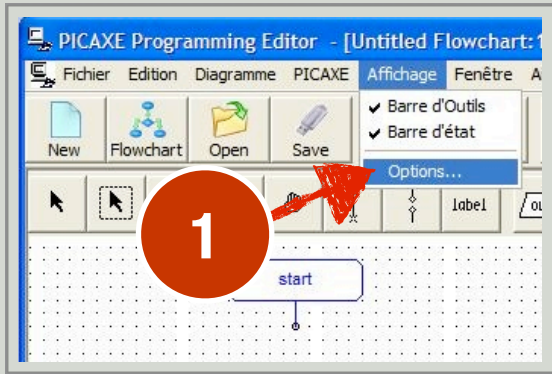 PICAXE Programming Editor - [Untitled Flowchart:1
Fichier Edition Diagramme PICAXE Affichage Fenêtre A
Barre d'Outils
Barre d'état
New Flowchart Open Save
Options...
label ou
1
start